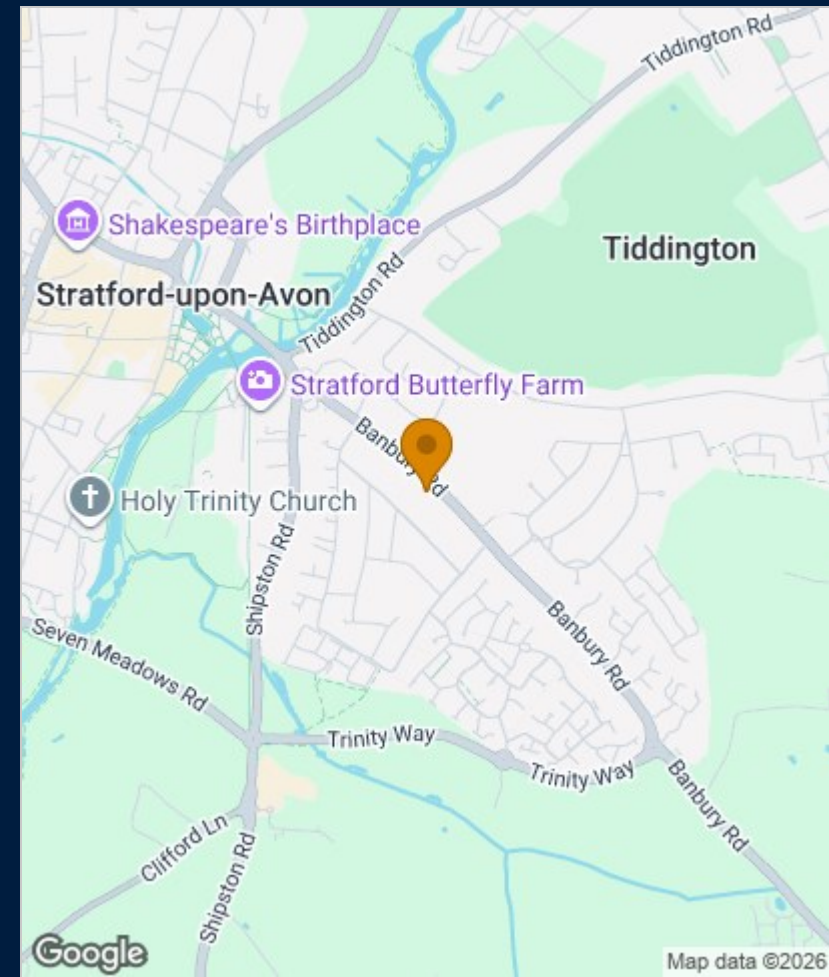 Tiddington Rd
Shakespeare's Birthplace
Tiddington
Stratford-upon-Avon
Tiddington Rd
Stratford Butterfly Farm
Banbury Rd
Holy Trinity Church
Shipston Rd
Banbury Rd
Seven Meadows Rd
Trinity Way
Trinity Way
Banbury Rd
Clifford Ln
Shipston Rd
Google
Map data ©2026